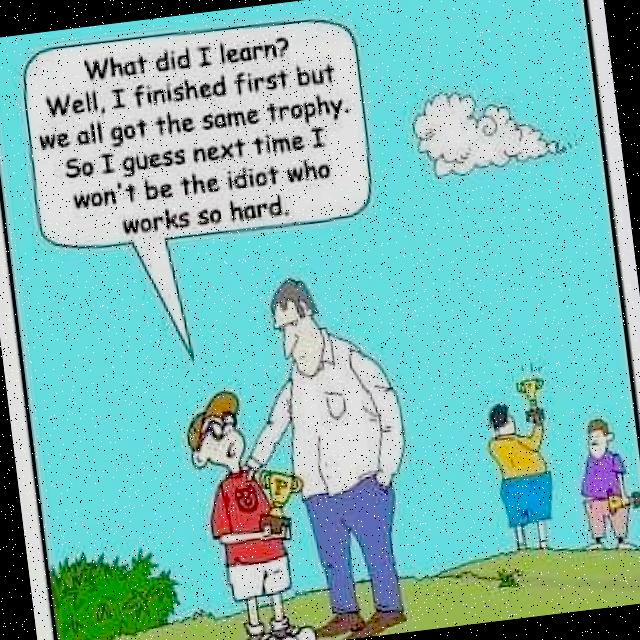 What did I learn?
Well, I finished first but
we all got the same trophy.
So I guess next time I
won't be the idiot who
works so hard.